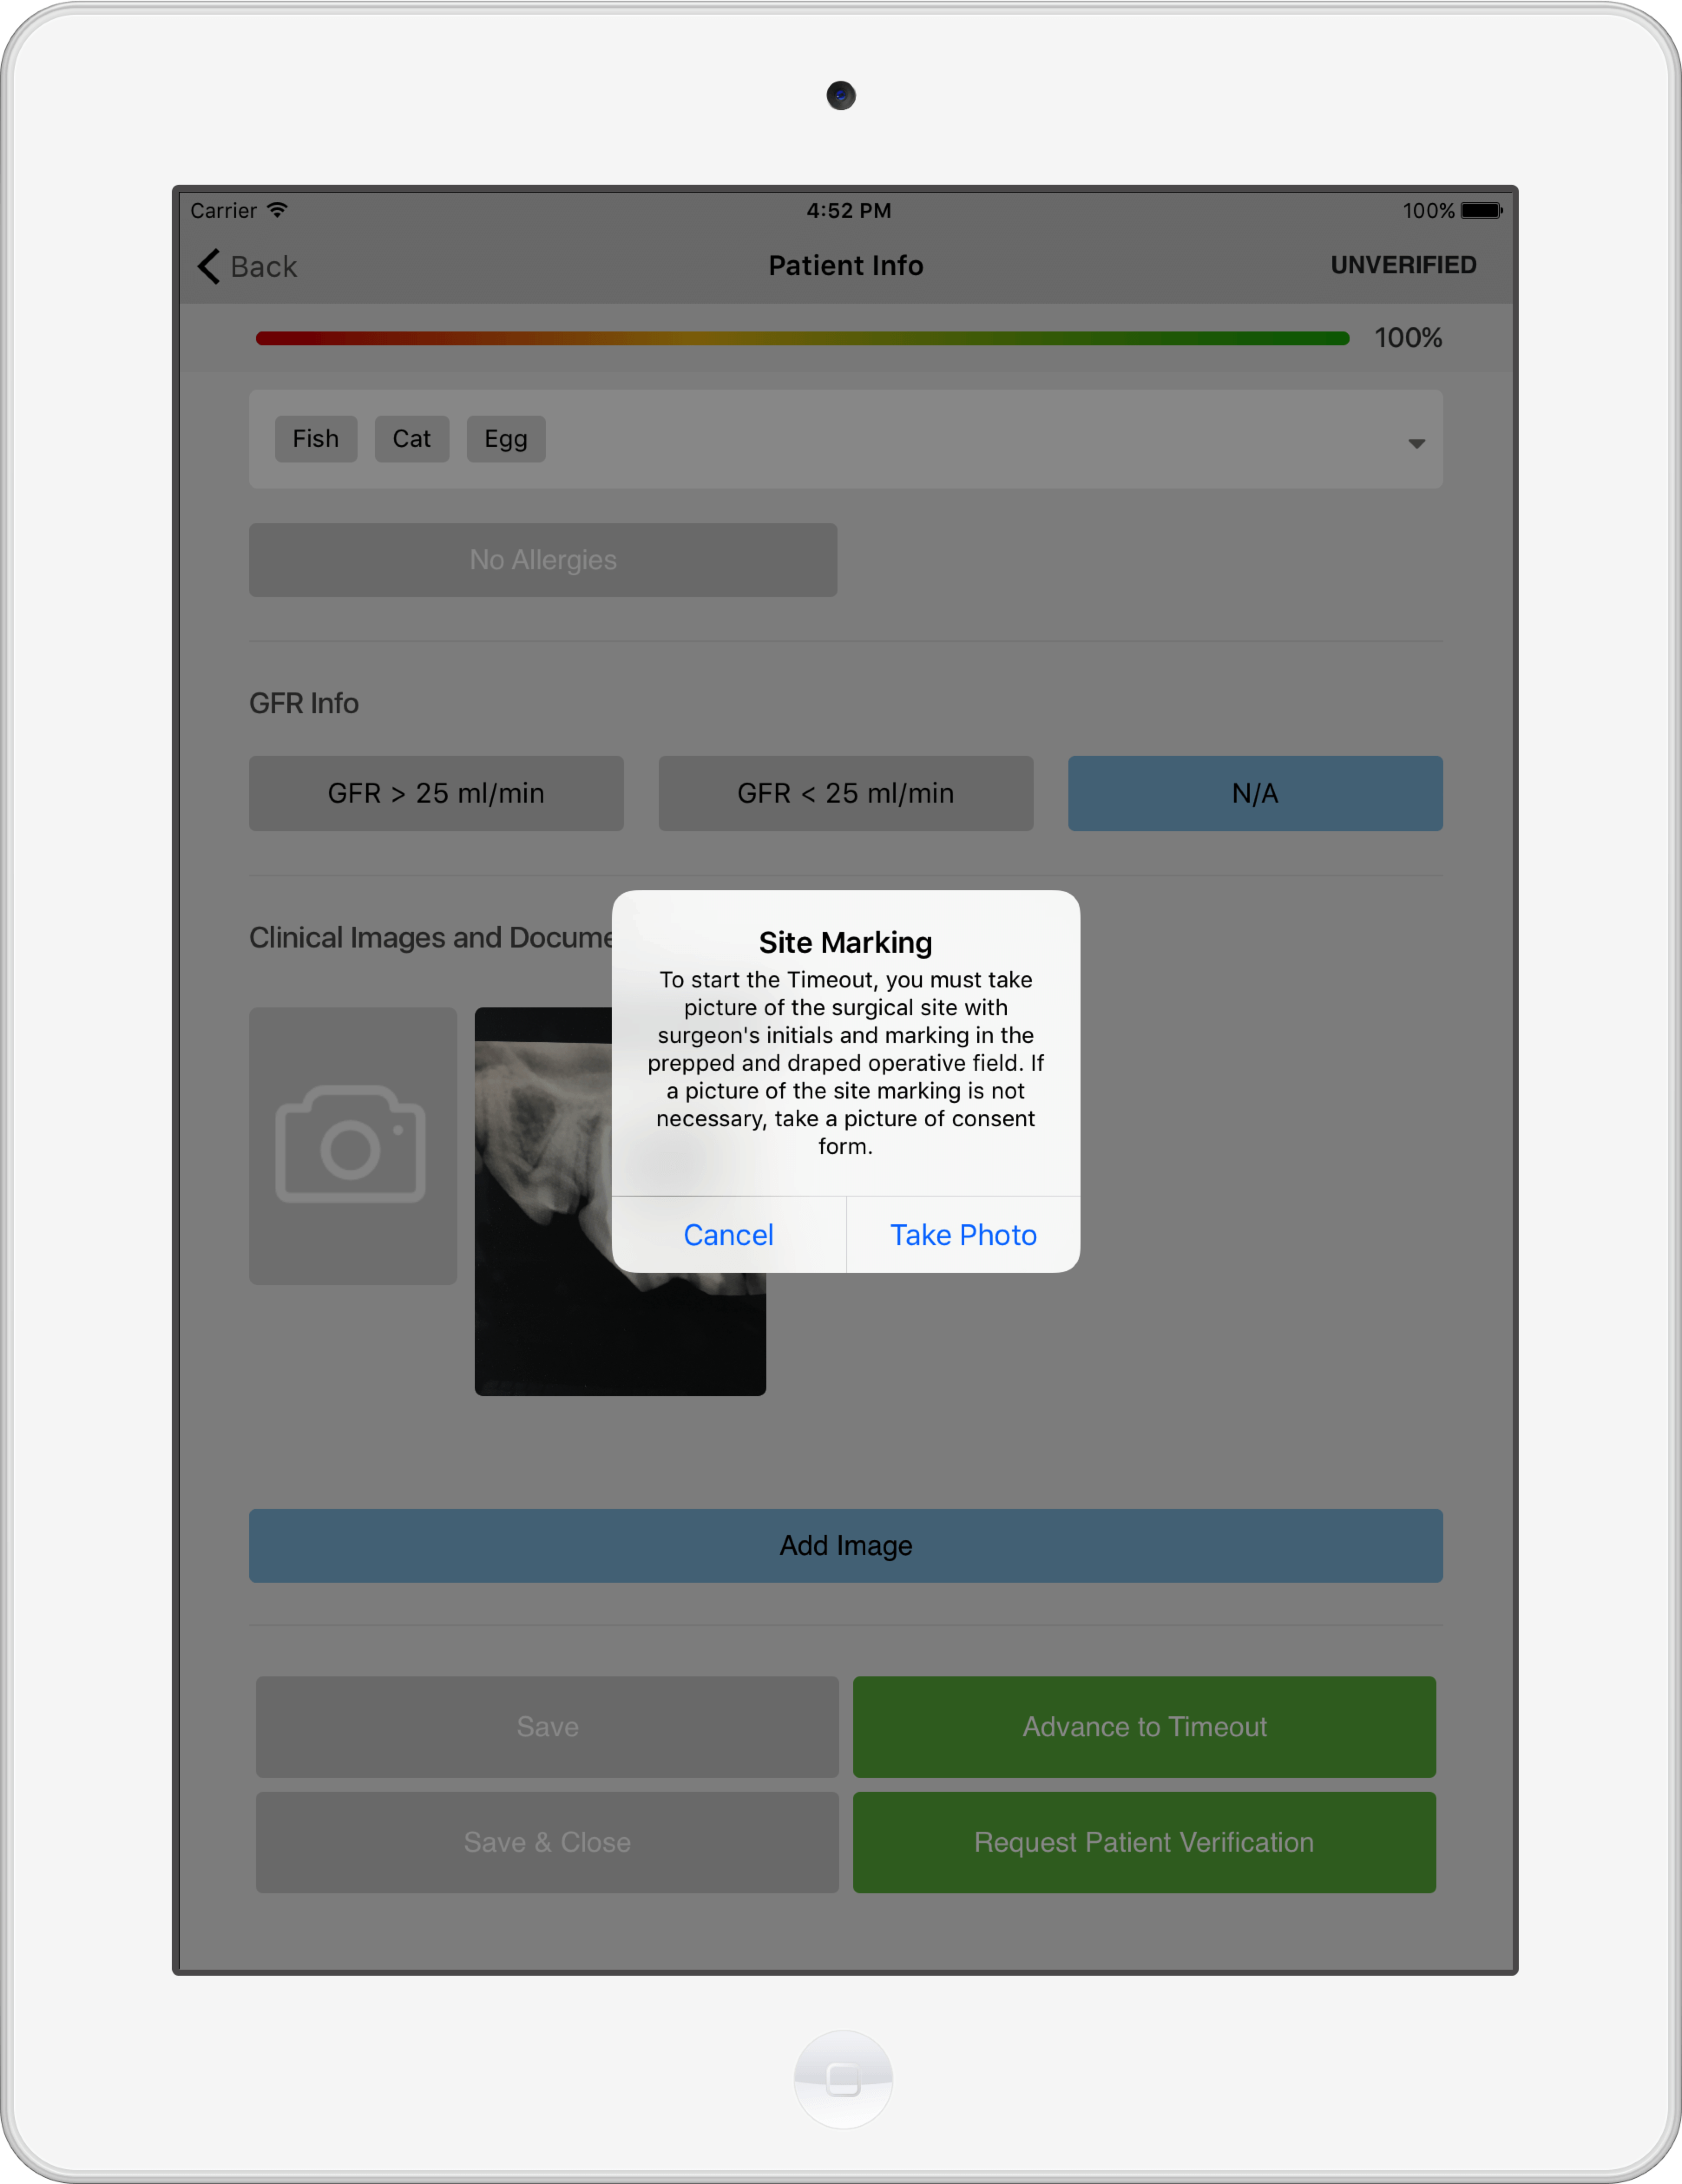 Carrier 4:52 PM 100%
Back Patient Info UNVERIFIED
100%
Fish Cat Egg
No Allergies
GFR Info
GFR > 25 ml/min GFR < 25 ml/min N/A
Clinical Images and Docume
Site Marking
To start the Timeout, you must take
picture of the surgical site with
surgeon's initials and marking in the
prepped and draped operative field. If
a picture of the site marking is not
necessary, take a picture of consent
form.
Cancel Take Photo
Add Image
Save Advance to Timeout
Save & Close Request Patient Verification